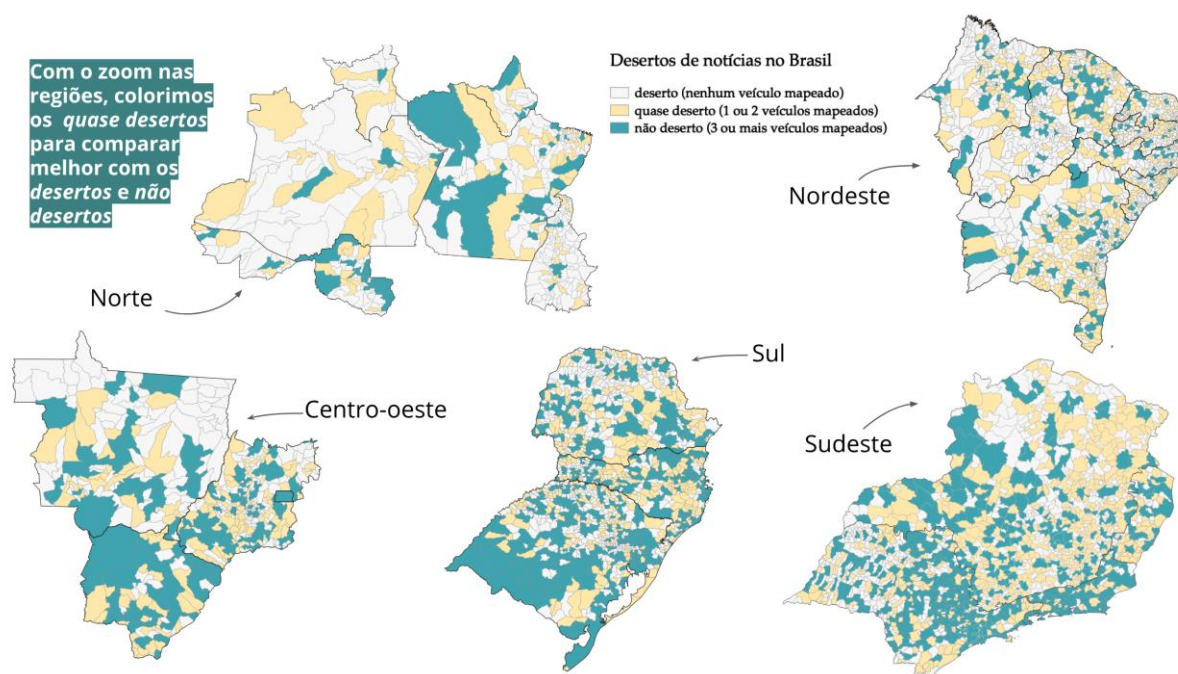 Com o zoom nas
regiões, colorimos
os quase desertos
para comparar
melhor com os
desertos e não
desertos
Desertos de notícias no Brasil
deserto (nenhum veículo mapeado)
quase deserto (1 ou 2 veículos mapeados)
não deserto (3 ou mais veículos mapeados)
Nordeste
Norte
Sul
Centro-oeste
Sudeste